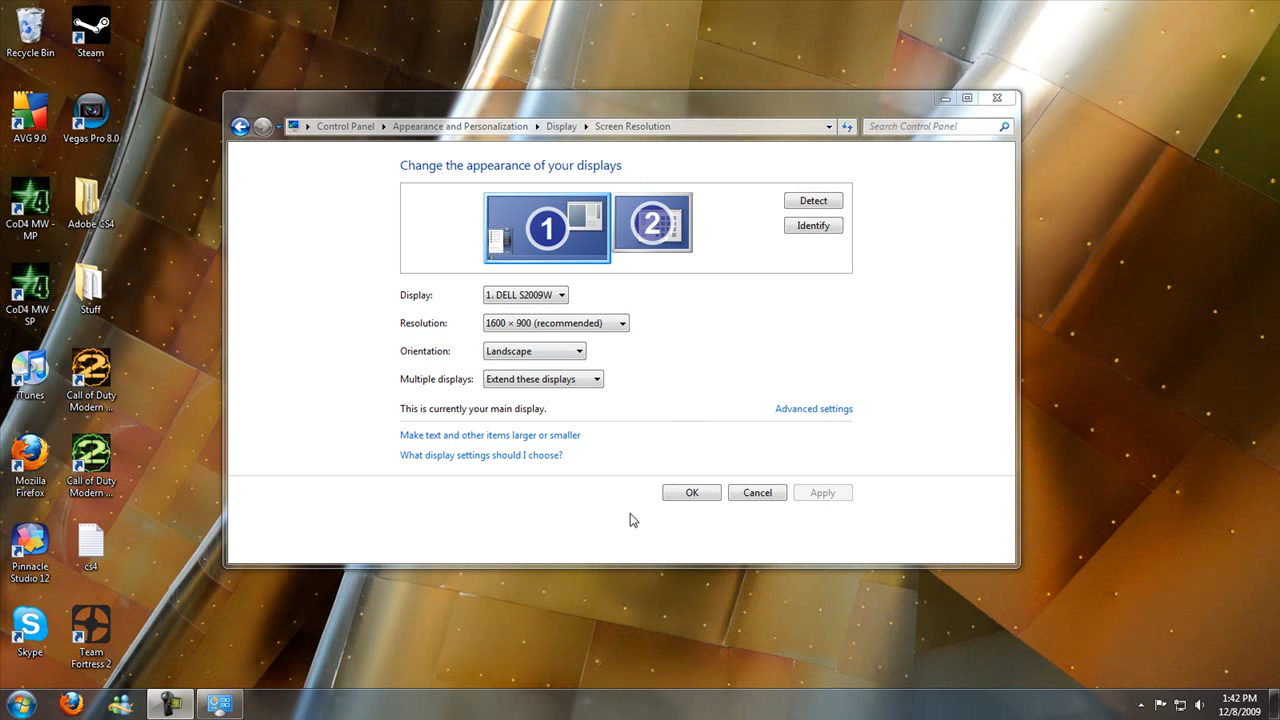 Recycle Bin
Steam
AVG 9.0
Vegas Pro 8.0
CoD4 MW - MP
Adobe CS4
CoD4 MW - SP
Stuff
iTunes
Call of Duty Modern ...
Mozilla Firefox
Call of Duty Modern ...
Pinnacle Studio 12
cs4
Skype
Team Fortress 2
Control Panel
Appearance and Personalization
Display
Screen Resolution
Search Control Panel
Change the appearance of your displays
1
2
Detect
Identify
Display:
1. DELL S2009W
Resolution:
1600 × 900 (recommended)
Orientation:
Landscape
Multiple displays:
Extend these displays
This is currently your main display.
Advanced settings
Make text and other items larger or smaller
What display settings should I choose?
OK
Cancel
Apply
1:42 PM
12/8/2009